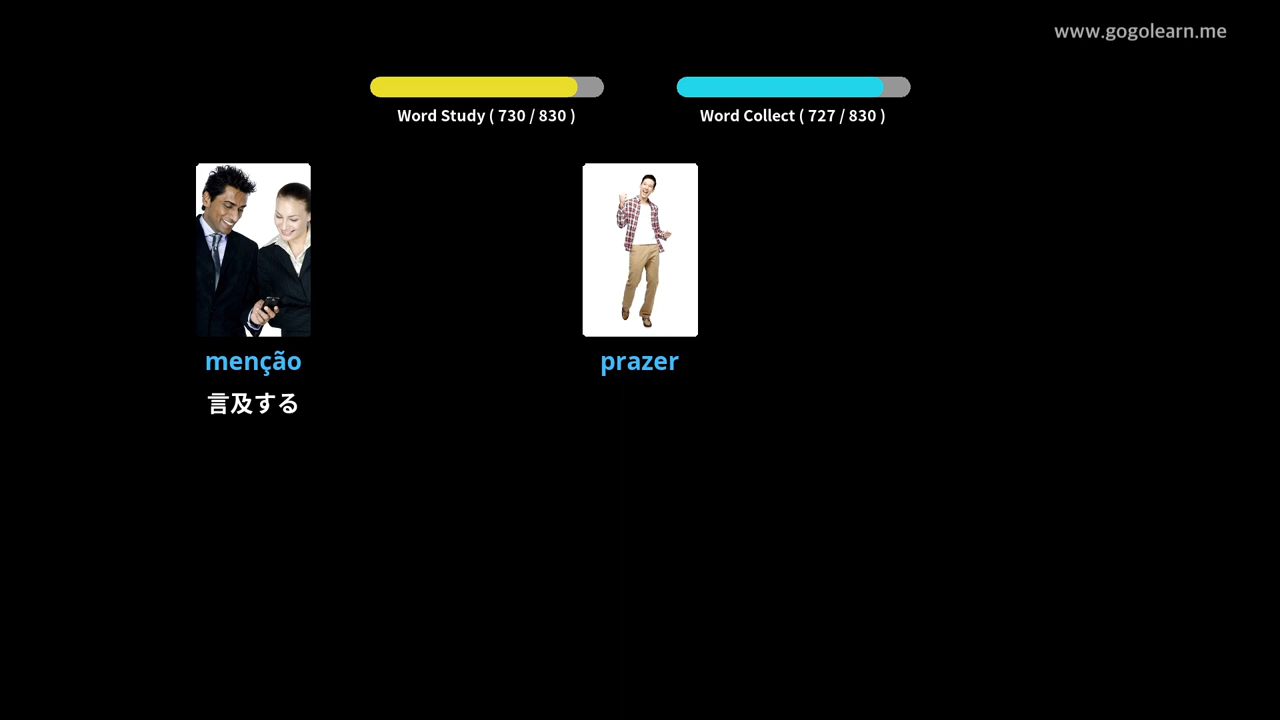 www.gogolearn.me
Word Study ( 730 / 830 )
Word Collect ( 727 / 830 )
menção
prazer
言及する